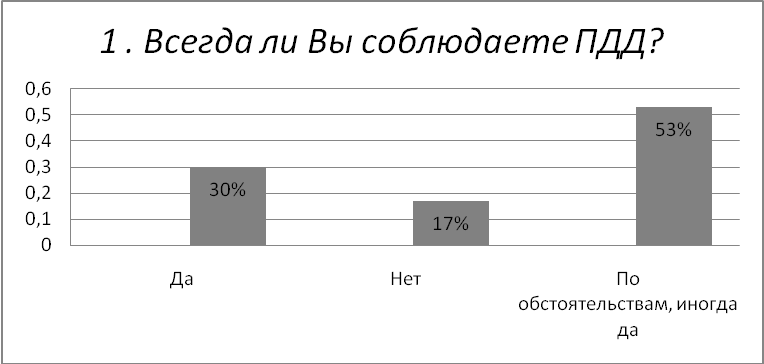 1 . Всегда ли Вы соблюдаете ПДД?
0,6
0,5
0,4
0,3
0,2
0,1
0
30%
17%
53%
Да
Нет
По
обстоятельствам, иногда
да